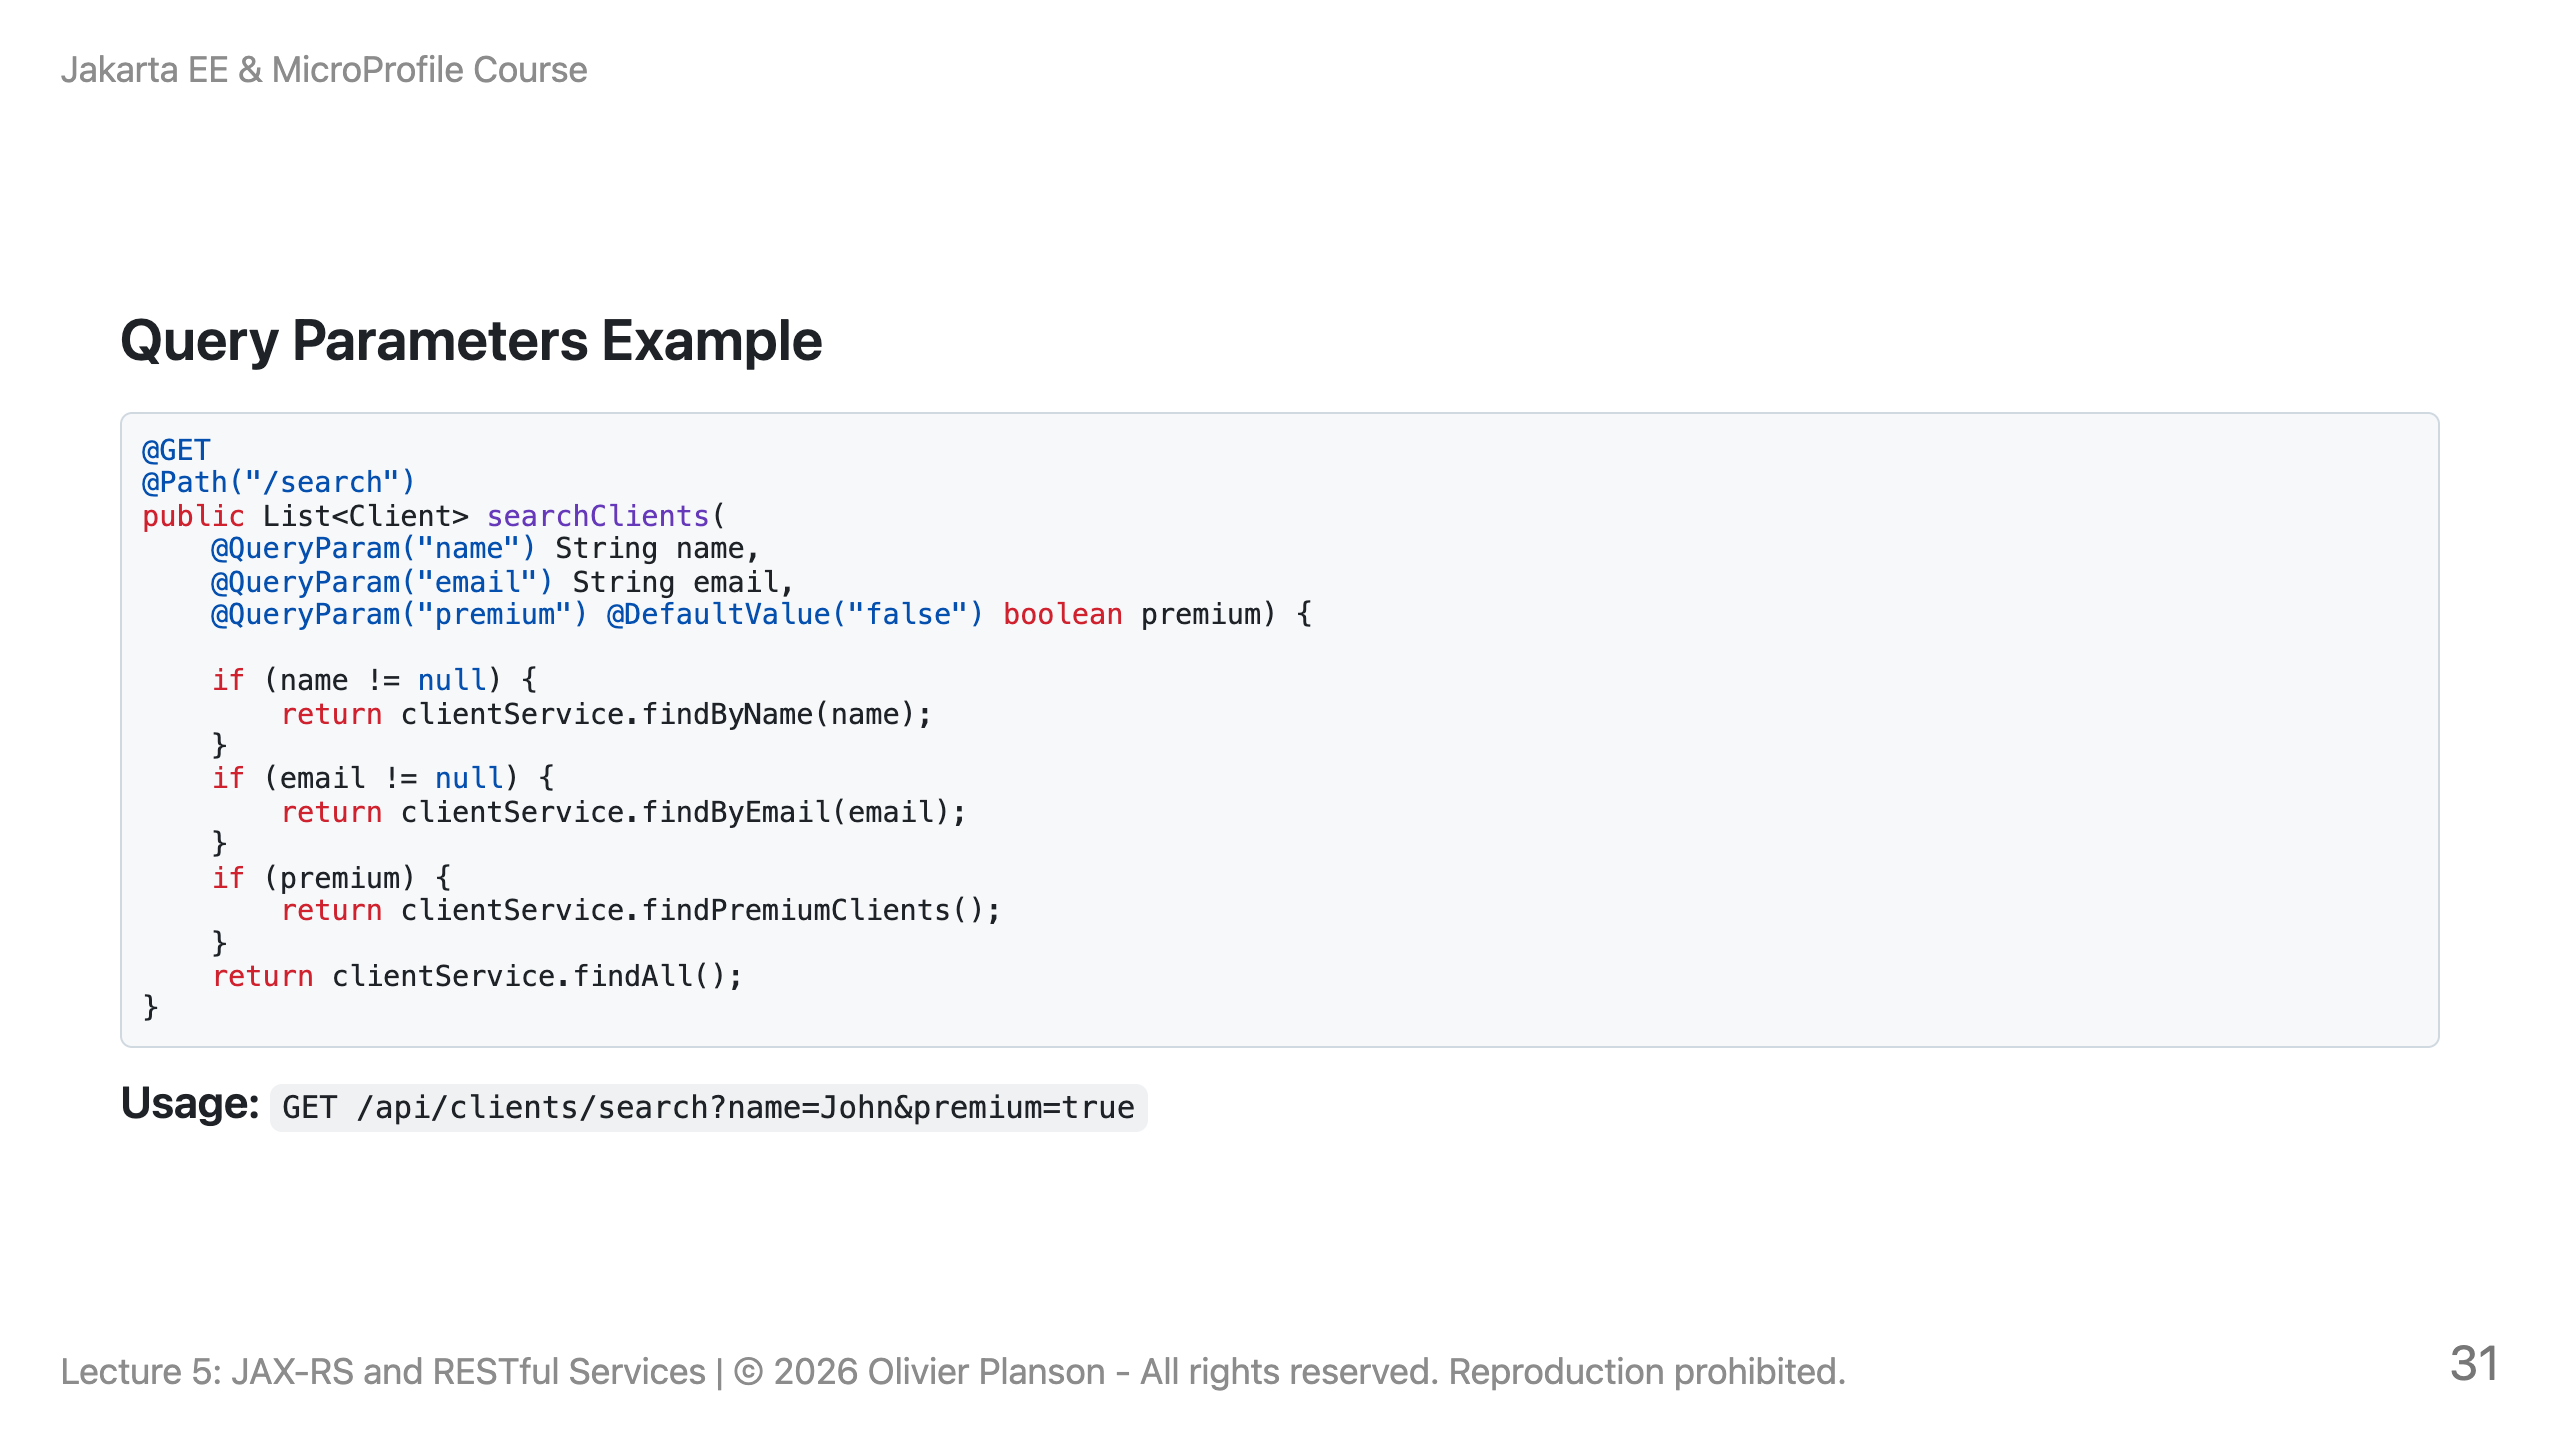 Jakarta EE & MicroProfile Course
Query Parameters Example
@GET
@Path("/search")
public List<Client> searchClients(
    @QueryParam("name") String name,
    @QueryParam("email") String email,
    @QueryParam("premium") @DefaultValue("false") boolean premium) {

    if (name != null) {
        return clientService.findByName(name);
    }
    if (email != null) {
        return clientService.findByEmail(email);
    }
    if (premium) {
        return clientService.findPremiumClients();
    }
    return clientService.findAll();
}
Usage: GET /api/clients/search?name=John&premium=true
Lecture 5: JAX-RS and RESTful Services | © 2026 Olivier Planson - All rights reserved. Reproduction prohibited.
31